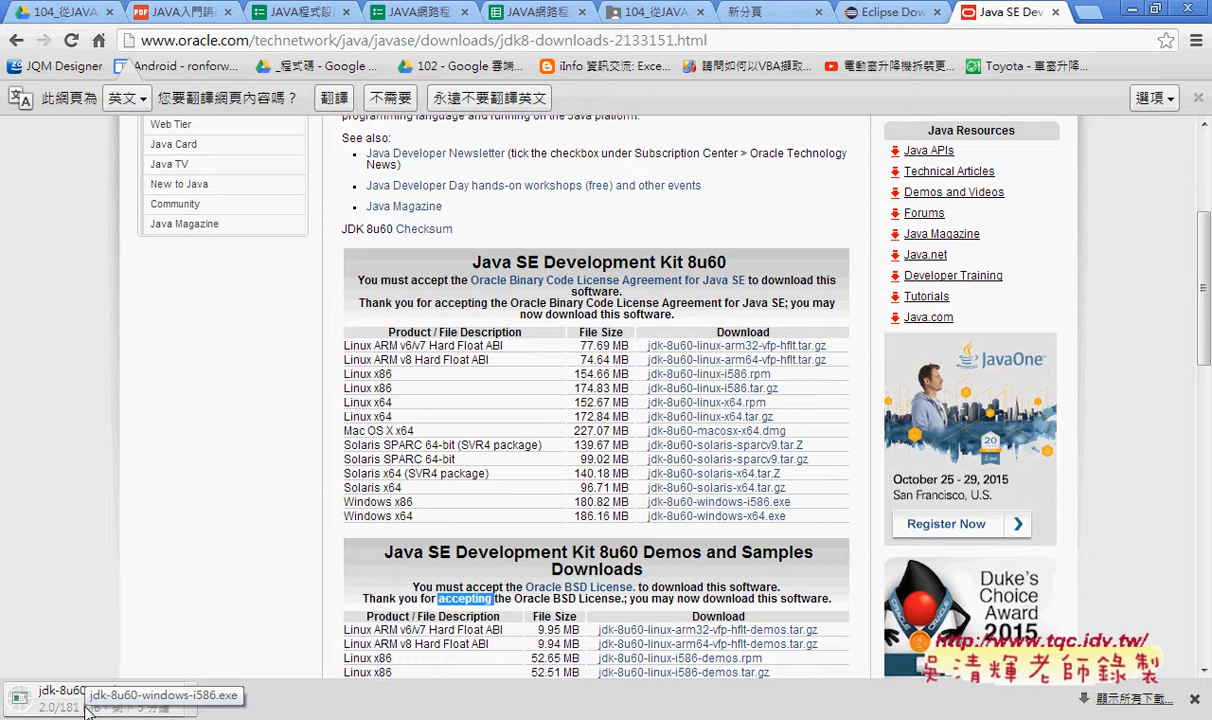 104_從JAVA
JAVA入門講
JAVA程式設
JAVA網路程
JAVA網路程
104_從JAVA
新分頁
Eclipse Dow
Java SE Dev
www.oracle.com/technetwork/java/javase/downloads/jdk8-downloads-2133151.html
JQM Designer
Android - ronforw...
_程式碼 - Google ...
102 - Google 雲端...
iInfo 資訊交流: Exce...
請問如何以VBA擷取...
電動窗升降機拆裝更...
Toyota - 車窗升降...
此網頁為 英文 您要翻譯網頁內容嗎? 翻譯 不需要 永遠不要翻譯英文 選項
programming language and running on the Java platform.
Web Tier
Java Card
Java TV
New to Java
Community
Java Magazine
See also:
Java Developer Newsletter (tick the checkbox under Subscription Center > Oracle Technology
News)
Java Developer Day hands-on workshops (free) and other events
Java Magazine
JDK 8u60 Checksum
Java SE Development Kit 8u60
You must accept the Oracle Binary Code License Agreement for Java SE to download this
software.
Thank you for accepting the Oracle Binary Code License Agreement for Java SE; you may
now download this software.
Product / File Description File Size Download
Linux ARM v6/v7 Hard Float ABI 77.69 MB jdk-8u60-linux-arm32-vfp-hflt.tar.gz
Linux ARM v8 Hard Float ABI 74.64 MB jdk-8u60-linux-arm64-vfp-hflt.tar.gz
Linux x86 154.66 MB jdk-8u60-linux-i586.rpm
Linux x86 174.83 MB jdk-8u60-linux-i586.tar.gz
Linux x64 152.67 MB jdk-8u60-linux-x64.rpm
Linux x64 172.84 MB jdk-8u60-linux-x64.tar.gz
Mac OS X x64 227.07 MB jdk-8u60-macosx-x64.dmg
Solaris SPARC 64-bit (SVR4 package) 139.67 MB jdk-8u60-solaris-sparcv9.tar.Z
Solaris SPARC 64-bit 99.02 MB jdk-8u60-solaris-sparcv9.tar.gz
Solaris x64 (SVR4 package) 140.18 MB jdk-8u60-solaris-x64.tar.Z
Solaris x64 96.71 MB jdk-8u60-solaris-x64.tar.gz
Windows x86 180.82 MB jdk-8u60-windows-i586.exe
Windows x64 186.16 MB jdk-8u60-windows-x64.exe
Java SE Development Kit 8u60 Demos and Samples
Downloads
You must accept the Oracle BSD License. to download this software.
Thank you for accepting the Oracle BSD License.; you may now download this software.
Product / File Description File Size Download
Linux ARM v6/v7 Hard Float ABI 9.95 MB jdk-8u60-linux-arm32-vfp-hflt-demos.tar.gz
Linux ARM v8 Hard Float ABI 9.94 MB jdk-8u60-linux-arm64-vfp-hflt-demos.tar.gz
Linux x86 52.65 MB jdk-8u60-linux-i586-demos.rpm
Linux x86 52.51 MB jdk-8u60-linux-i586-demos.tar.gz
Java Resources
Java APIs
Technical Articles
Demos and Videos
Forums
Java Magazine
Java.net
Developer Training
Tutorials
Java.com
JavaOne
20
October 25 - 29, 2015
San Francisco, U.S.
Register Now
Duke's
Choice
Award
2015
http://www.tqc.idv.tw/
吳清輝老師錄製
jdk-8u60
jdk-8u60-windows-i586.exe
2.0/181
顯示所有下載...